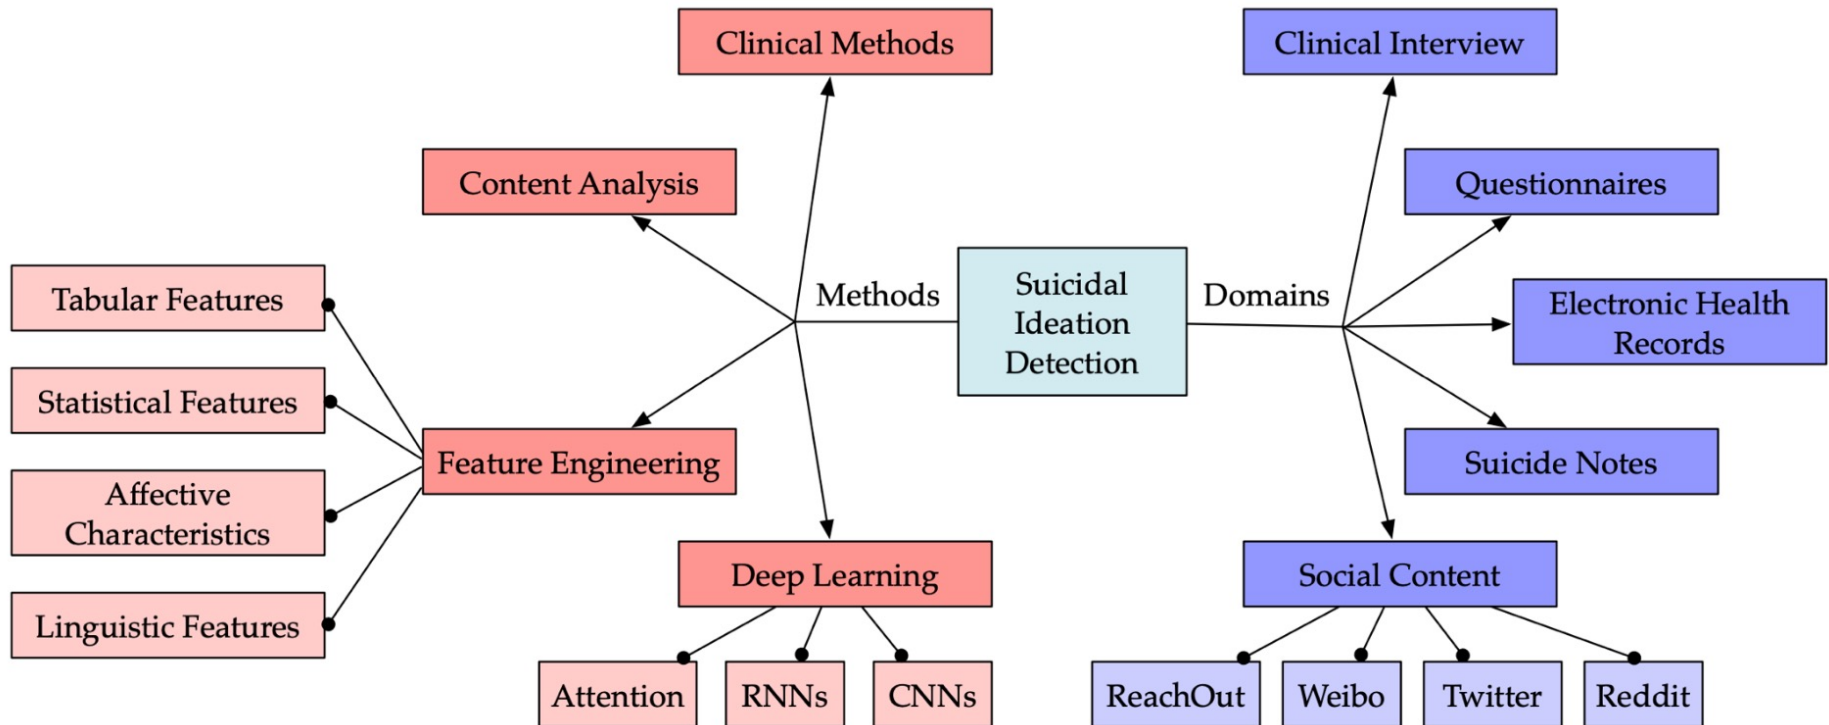 Clinical Methods
Clinical Interview
Content Analysis
Questionnaires
Tabular Features
Methods
Suicidal
Ideation
Detection
Domains
Electronic Health
Records
Statistical Features
Feature Engineering
Suicide Notes
Affective
Characteristics
Deep Learning
Social Content
Linguistic Features
Attention
RNNs
CNNs
ReachOut
Weibo
Twitter
Reddit